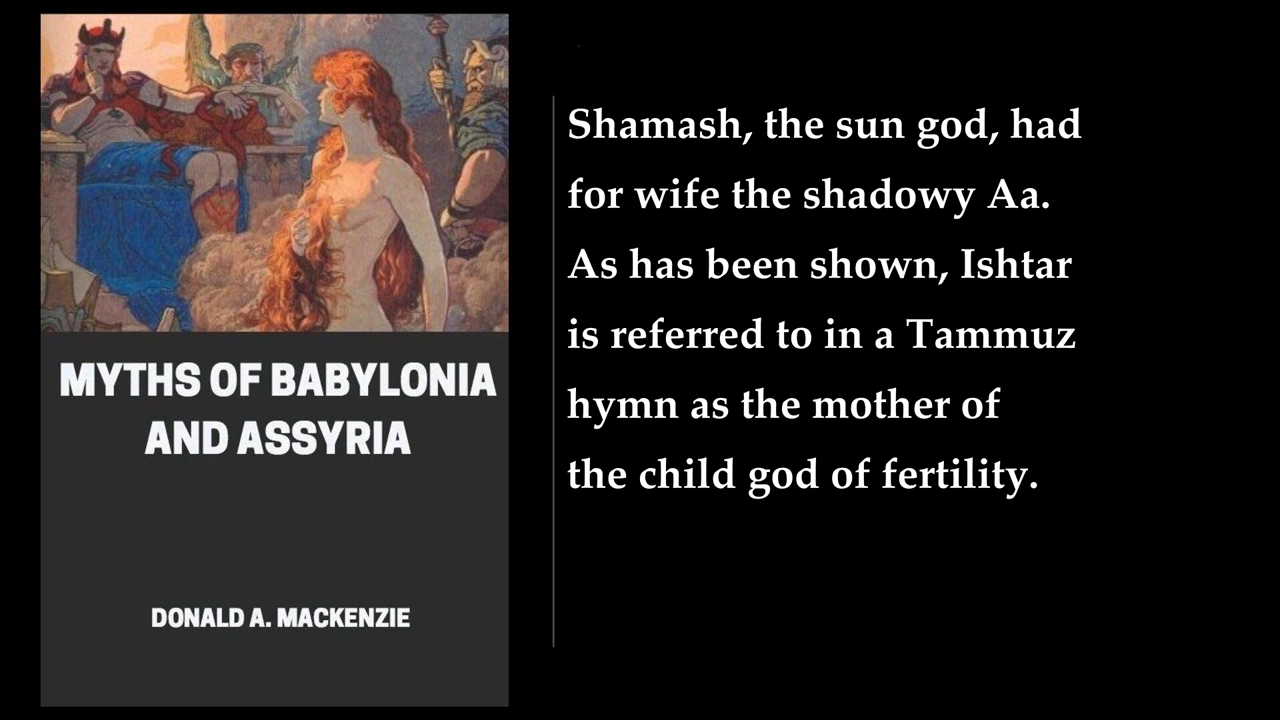 MYTHS OF BABYLONIA
AND ASSYRIA
DONALD A. MACKENZIE
Shamash, the sun god, had
for wife the shadowy Aa.
As has been shown, Ishtar
is referred to in a Tammuz
hymn as the mother of
the child god of fertility.